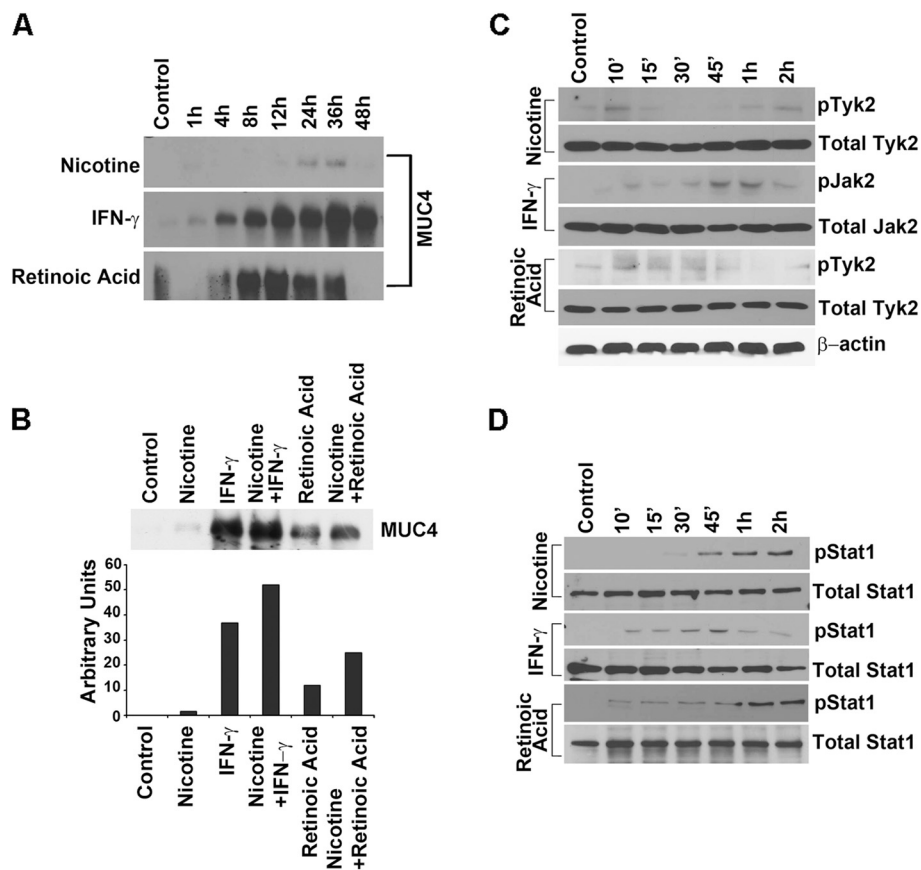 A
Control
1h
4h
8h
12h
24h
36h
48h
Nicotine
IFN-γ
Retinoic Acid
MUC4
B
Control
Nicotine
IFN-γ
Nicotine
+IFN-γ
Retinoic Acid
Nicotine
+Retinoic Acid
MUC4
Arbitrary Units
60
50
40
30
20
10
0
Control
Nicotine
IFN-γ
Nicotine
+IFN–γ
Retinoic Acid
Nicotine
+Retinoic Acid
C
Control
10’
15’
30’
45’
1h
2h
Nicotine
pTyk2
Total Tyk2
IFN-γ
pJak2
Total Jak2
Retinoic
Acid
pTyk2
Total Tyk2
β–actin
D
Control
10’
15’
30’
45’
1h
2h
Nicotine
pStat1
Total Stat1
IFN-γ
pStat1
Total Stat1
Retinoic
Acid
pStat1
Total Stat1